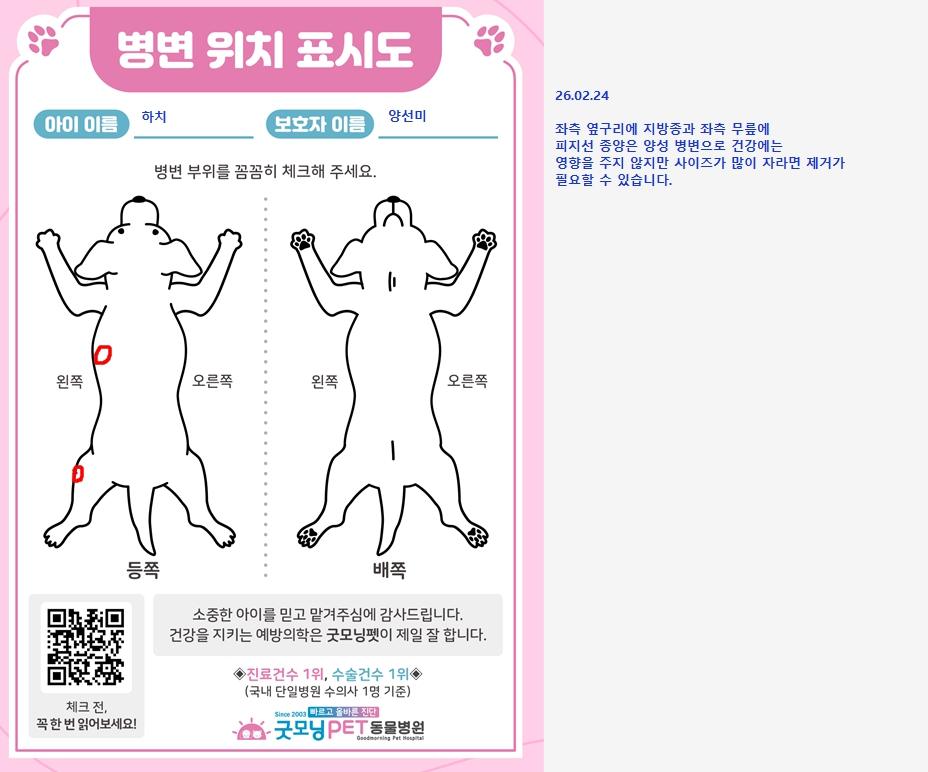 병변 위치 표시도
아이 이름 하치 보호자 이름 양선미
병변 부위를 꼼꼼히 체크해 주세요.
왼쪽 오른쪽 왼쪽 오른쪽
등쪽 배쪽
체크 전,
꼭 한 번 읽어보세요!
소중한 아이를 믿고 맡겨주심에 감사드립니다.
건강을 지키는 예방의학은 굿모닝펫이 제일 잘 합니다.
◈진료건수 1위, 수술건수 1위◈
(국내 단일병원 수의사 1명 기준)
Since 2003 빠르고 올바른 진단
굿모닝PET동물병원
Goodmorning Pet Hospital
26.02.24
좌측 옆구리에 지방종과 좌측 무릎에
피지선 종양은 양성 병변으로 건강에는
영향을 주지 않지만 사이즈가 많이 자라면 제거가
필요할 수 있습니다.